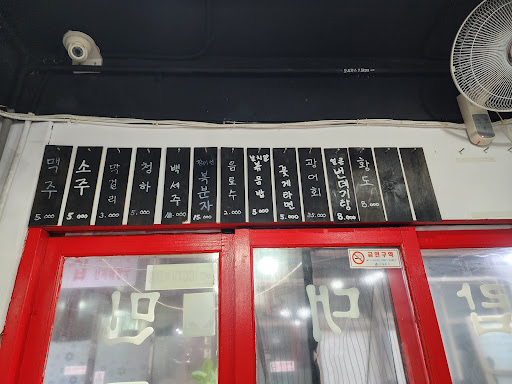 맥주
5.000
소주
5.000
막걸리
3.000
청하
5.000
백세주
복분자
15.000
음료수
2.000
볶음밥
5.000
꽃게라면
5.000
광어회
35.000
번데기탕
8.000
황도
8.000
금연구역
민
대